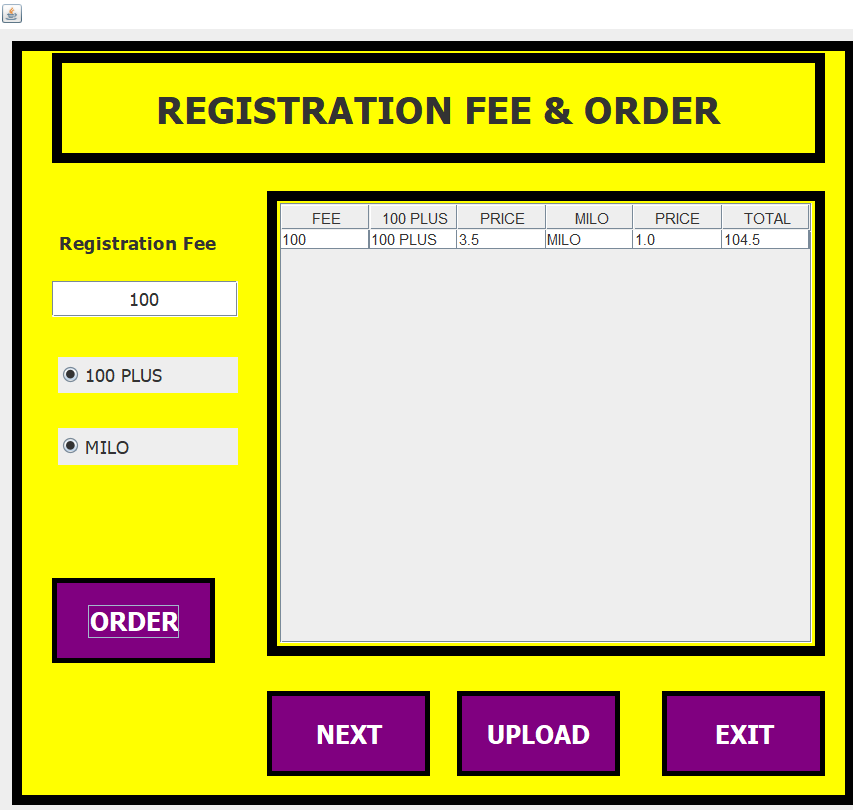 REGISTRATION FEE & ORDER
Registration Fee
100
100 PLUS
MILO
ORDER
FEE 100 PLUS PRICE MILO PRICE TOTAL
100 100 PLUS 3.5 MILO 1.0 104.5
NEXT UPLOAD EXIT